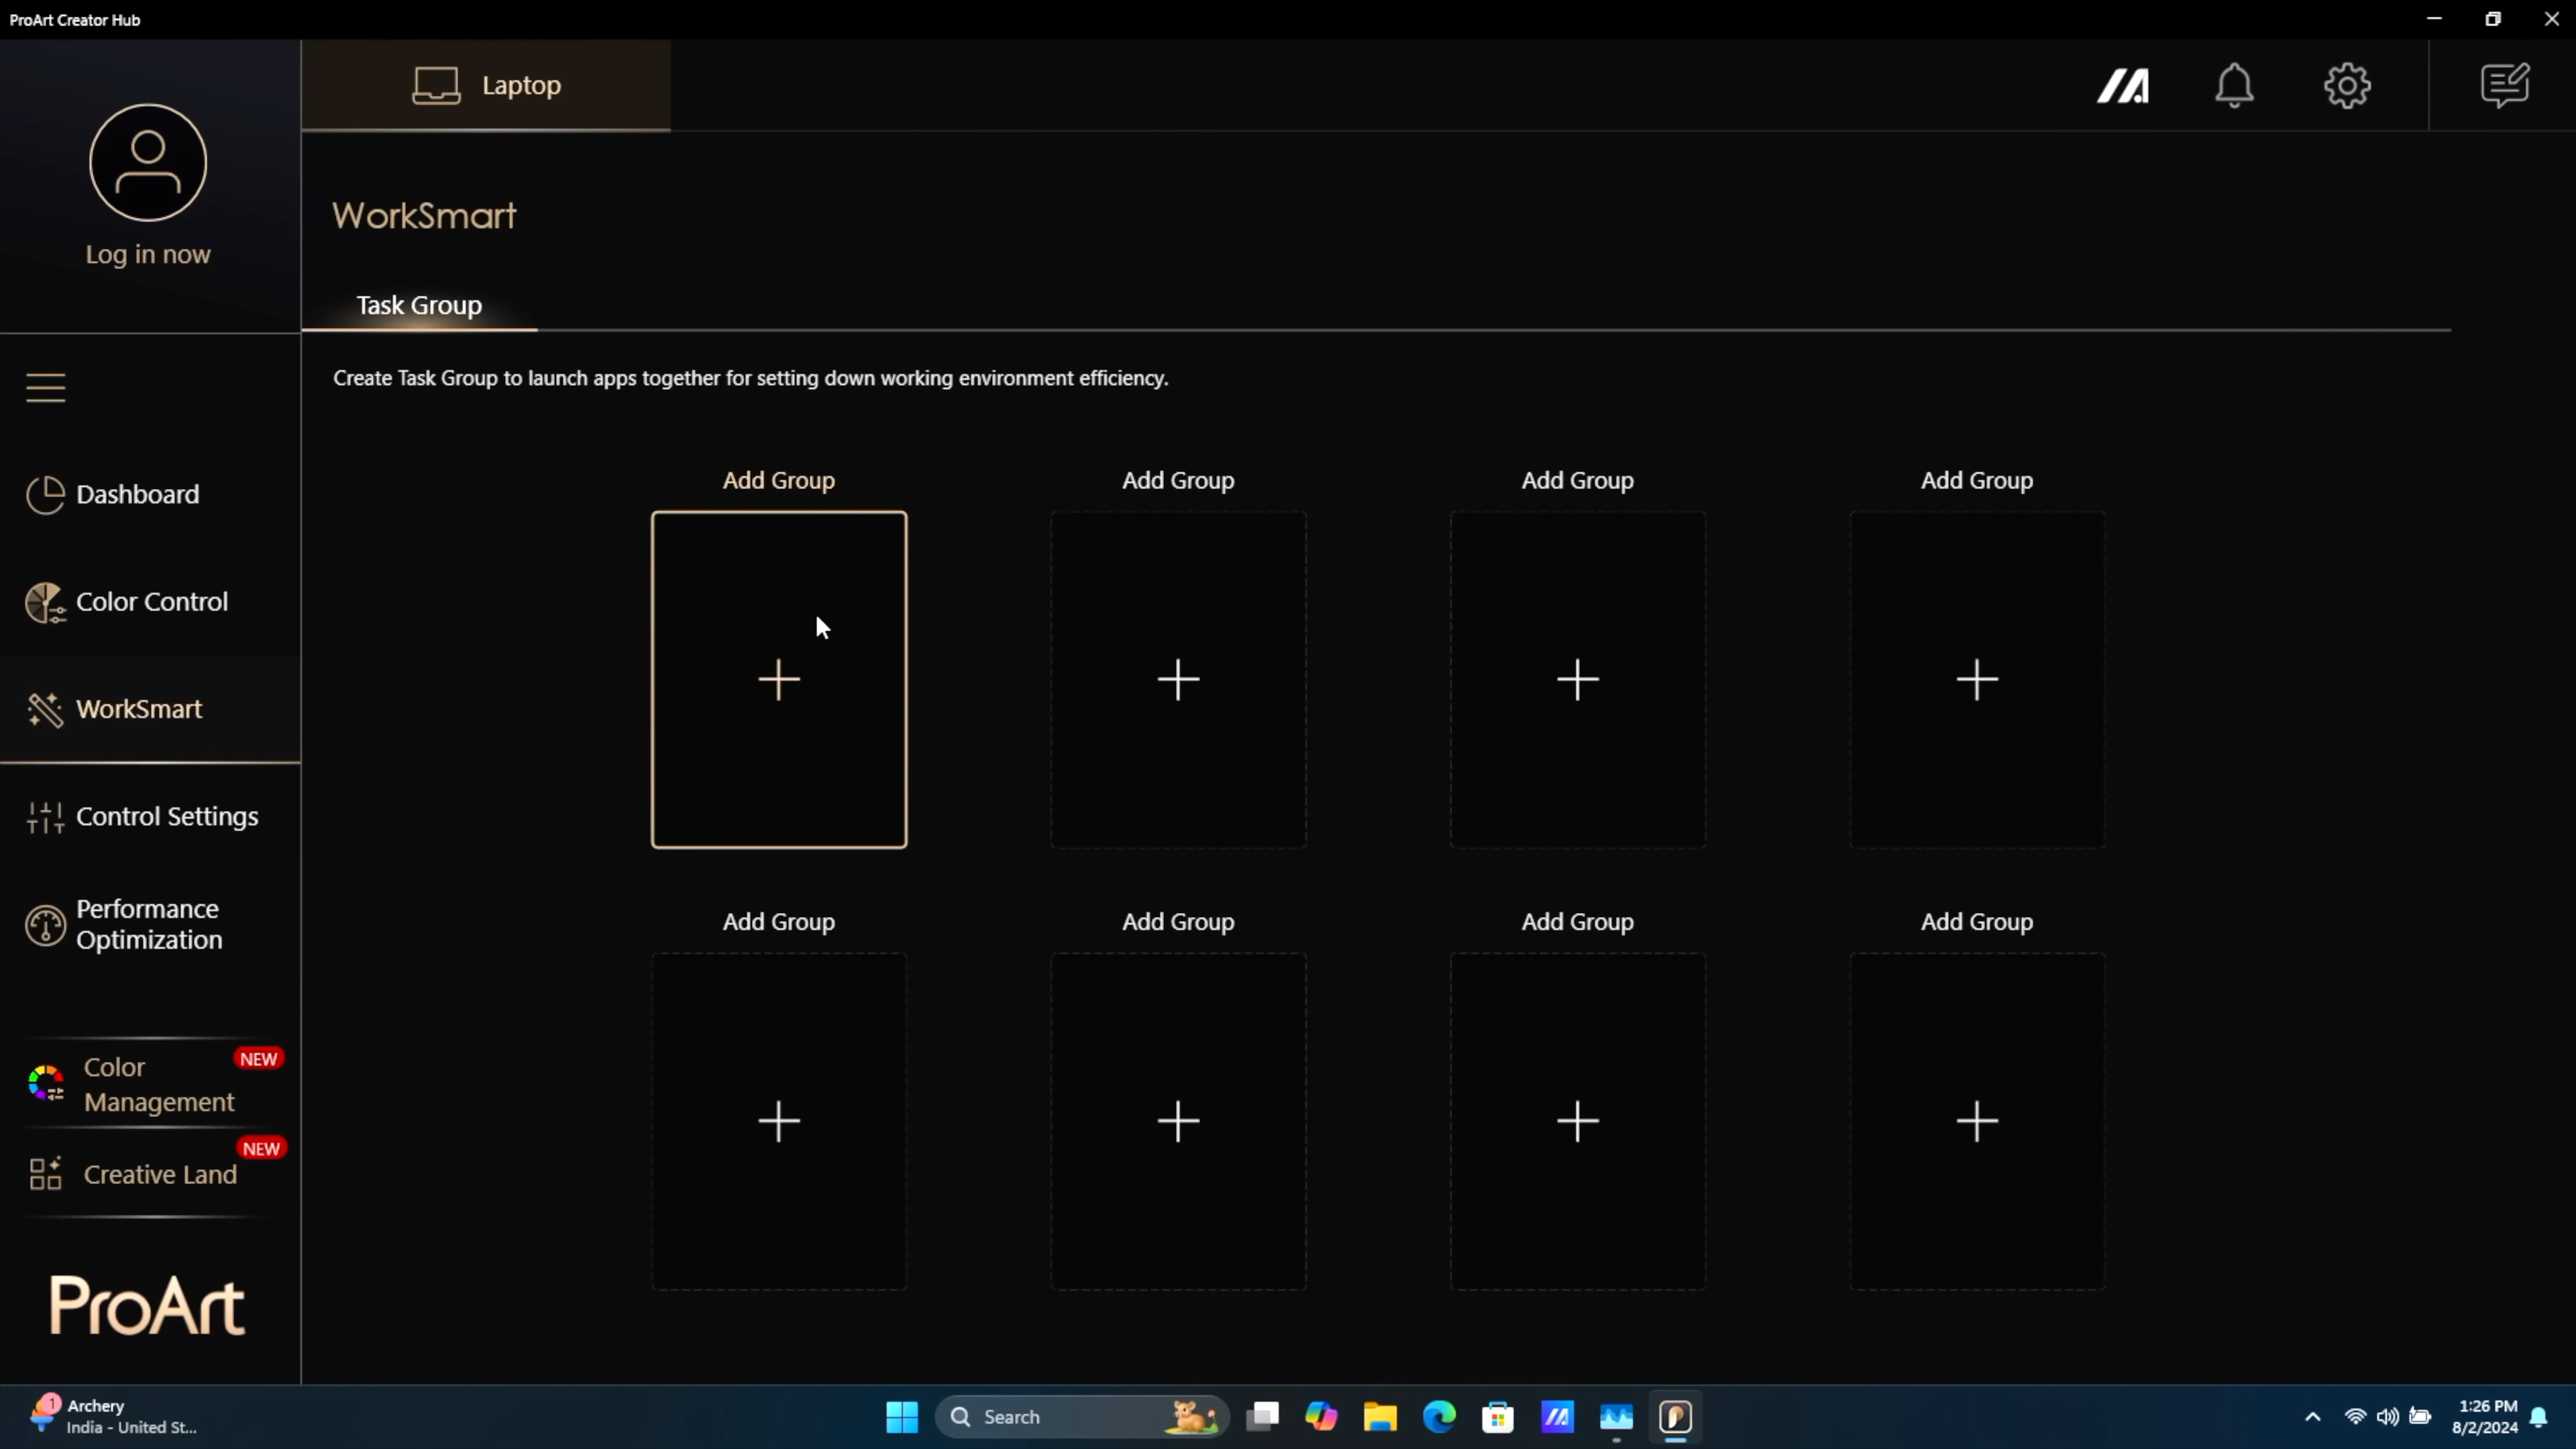 ProArt Creator Hub
Log in now
Laptop
WorkSmart
Task Group
Create Task Group to launch apps together for setting down working environment efficiency.
Dashboard
Color Control
WorkSmart
Control Settings
Performance
Optimization
Color
Management
NEW
Creative Land
NEW
ProArt
Add Group
Add Group
Add Group
Add Group
Add Group
Add Group
Add Group
Add Group
1
Archery
India - United St...
Search
1:26 PM
8/2/2024